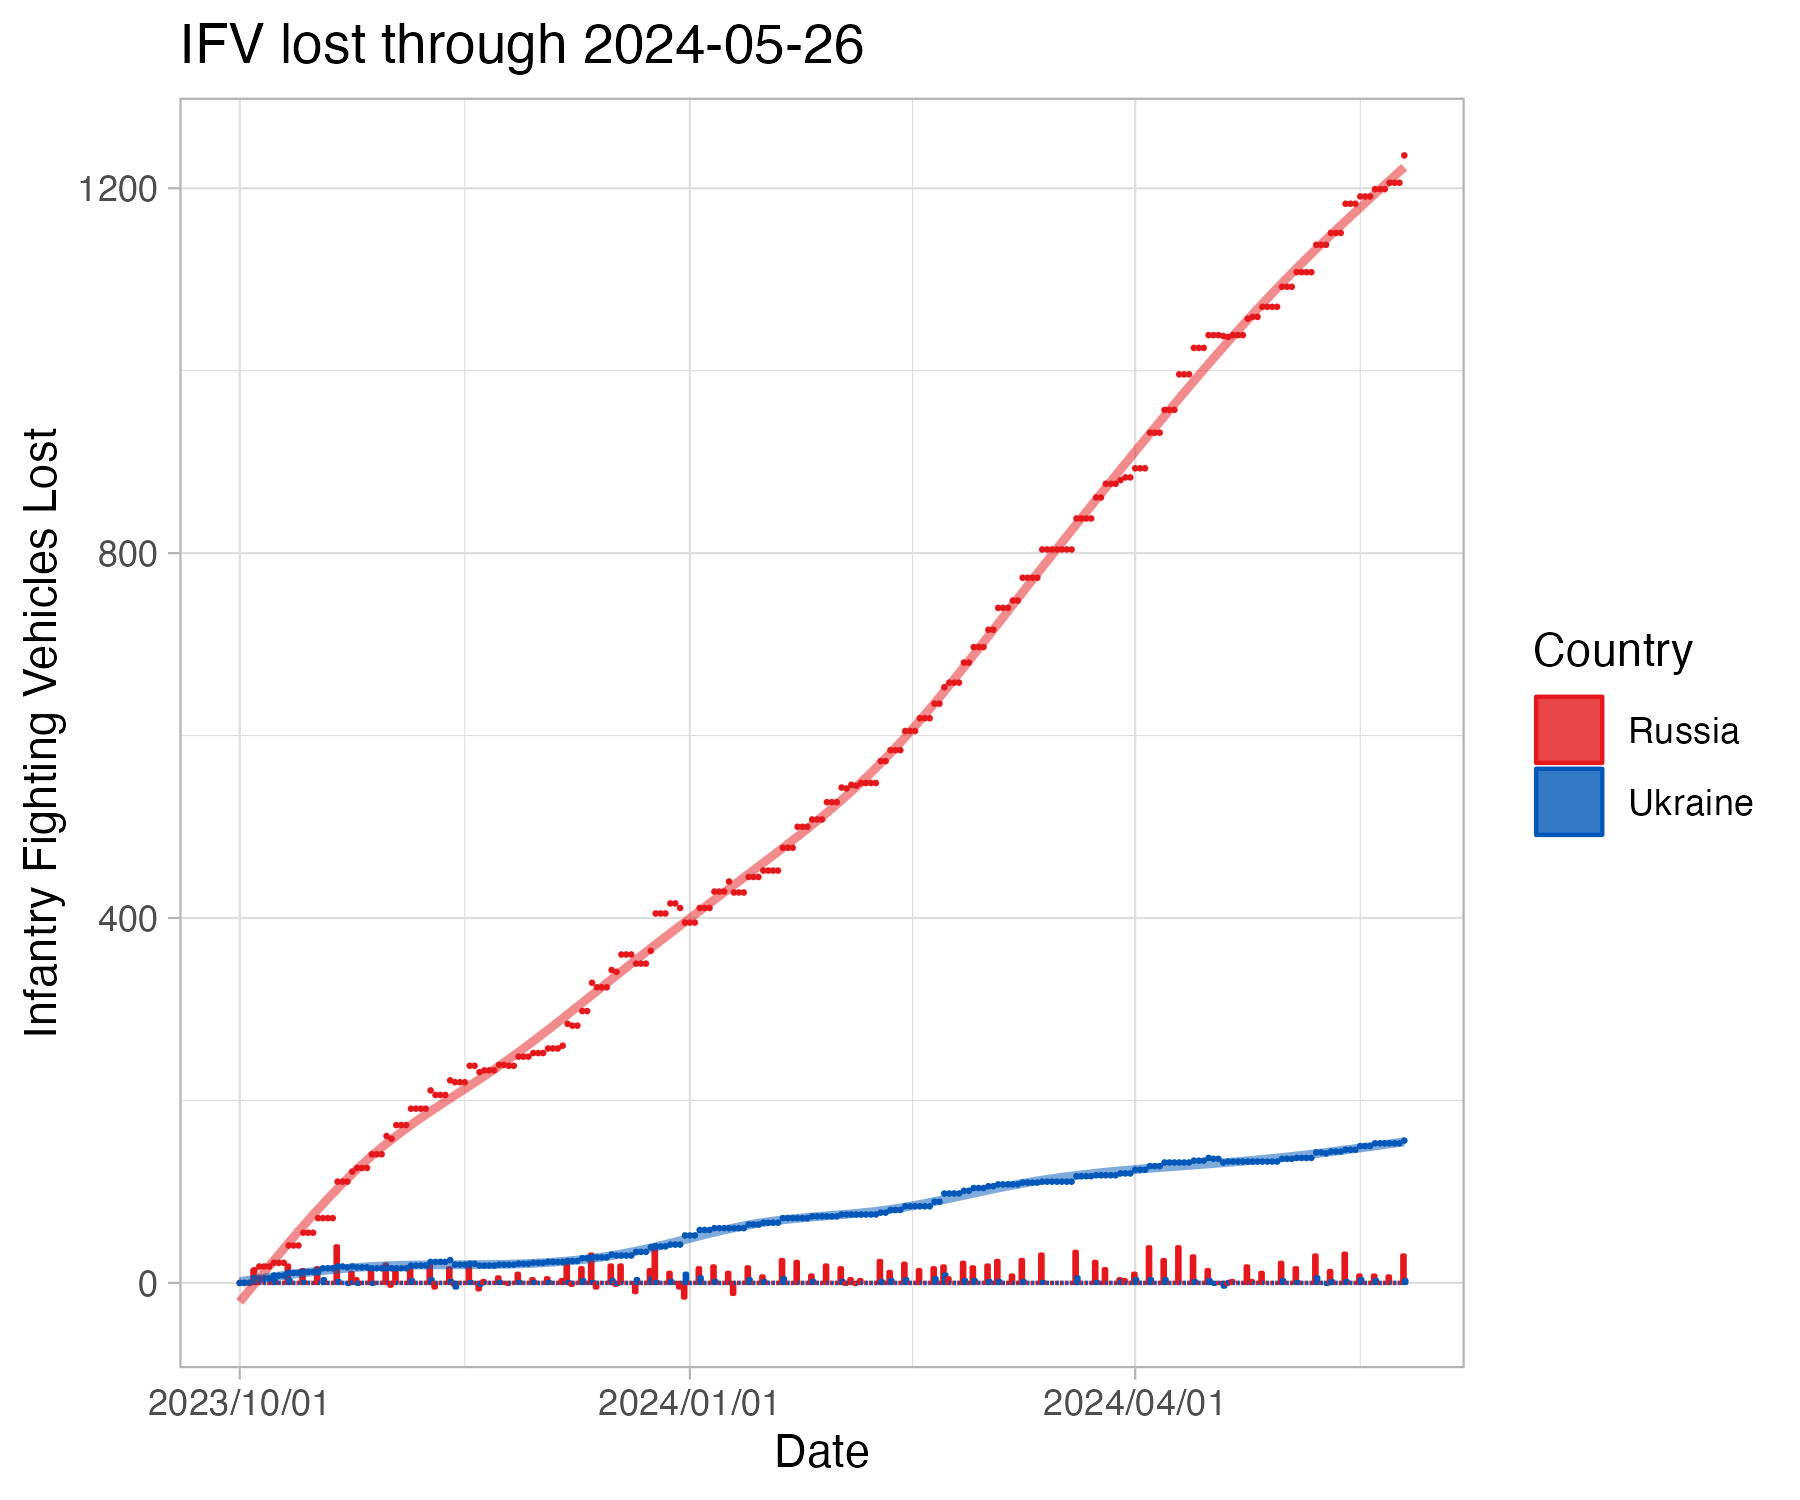 IFV lost through 2024-05-26
Infantry Fighting Vehicles Lost
1200
800
400
0
2023/10/01
2024/01/01
2024/04/01
Date
Country
Russia
Ukraine